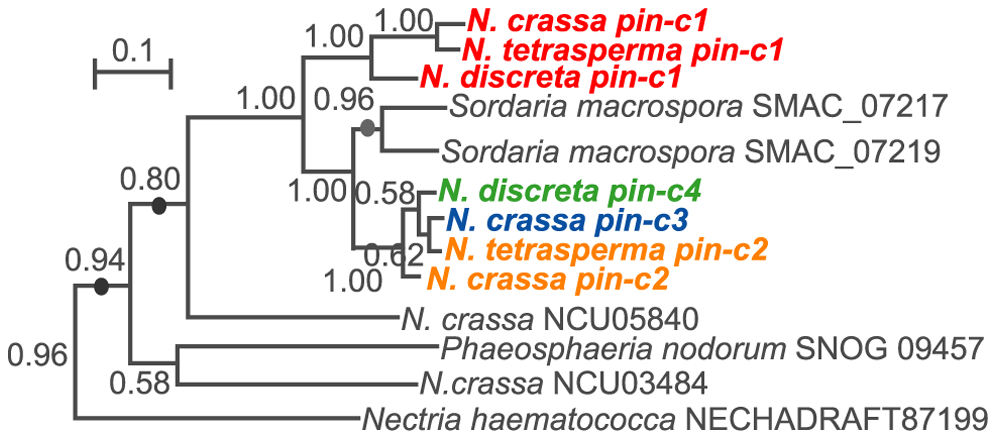 1.00
N. crassa pin-c1
1.00
N. tetrasperma pin-c1
0.1
N. discreta pin-c1
1.00
0.96
Sordaria macrospora SMAC_07217
Sordaria macrospora SMAC_07219
0.80
1.00
0.58
N. discreta pin-c4
N. crassa pin-c3
0.94
0.62
N. tetrasperma pin-c2
1.00
N. crassa pin-c2
N. crassa NCU05840
0.96
Phaeosphaeria nodorum SNOG 09457
0.58
N.crassa NCU03484
Nectria haematococca NECHADRAFT87199